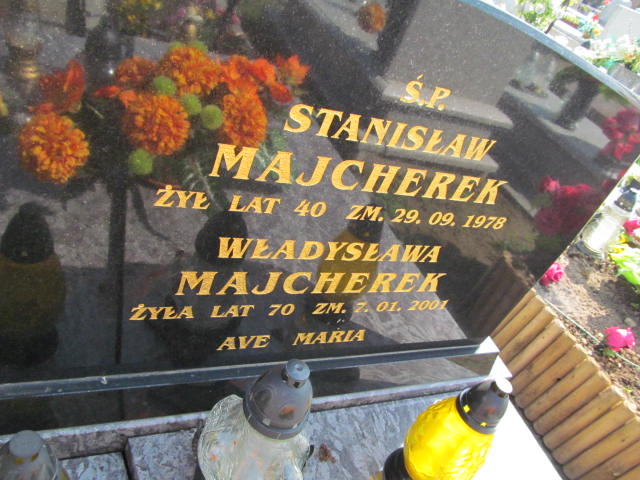 Ś.P.
STANISŁAW
MAJCHEREK
ŻYŁ LAT 40 ZM. 29. 09. 1978
WŁADYSŁAWA
MAJCHEREK
ŻYŁA LAT 70 ZM. 7. 01. 2001
AVE MARIA